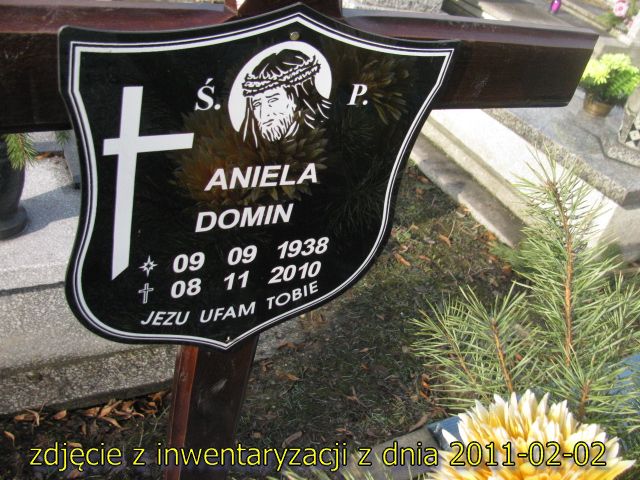 Ś. P.
ANIELA
DOMIN
09 09 1938
08 11 2010
JEZU UFAM TOBIE
zdjęcie z inwentaryzacji z dnia 2011-02-02